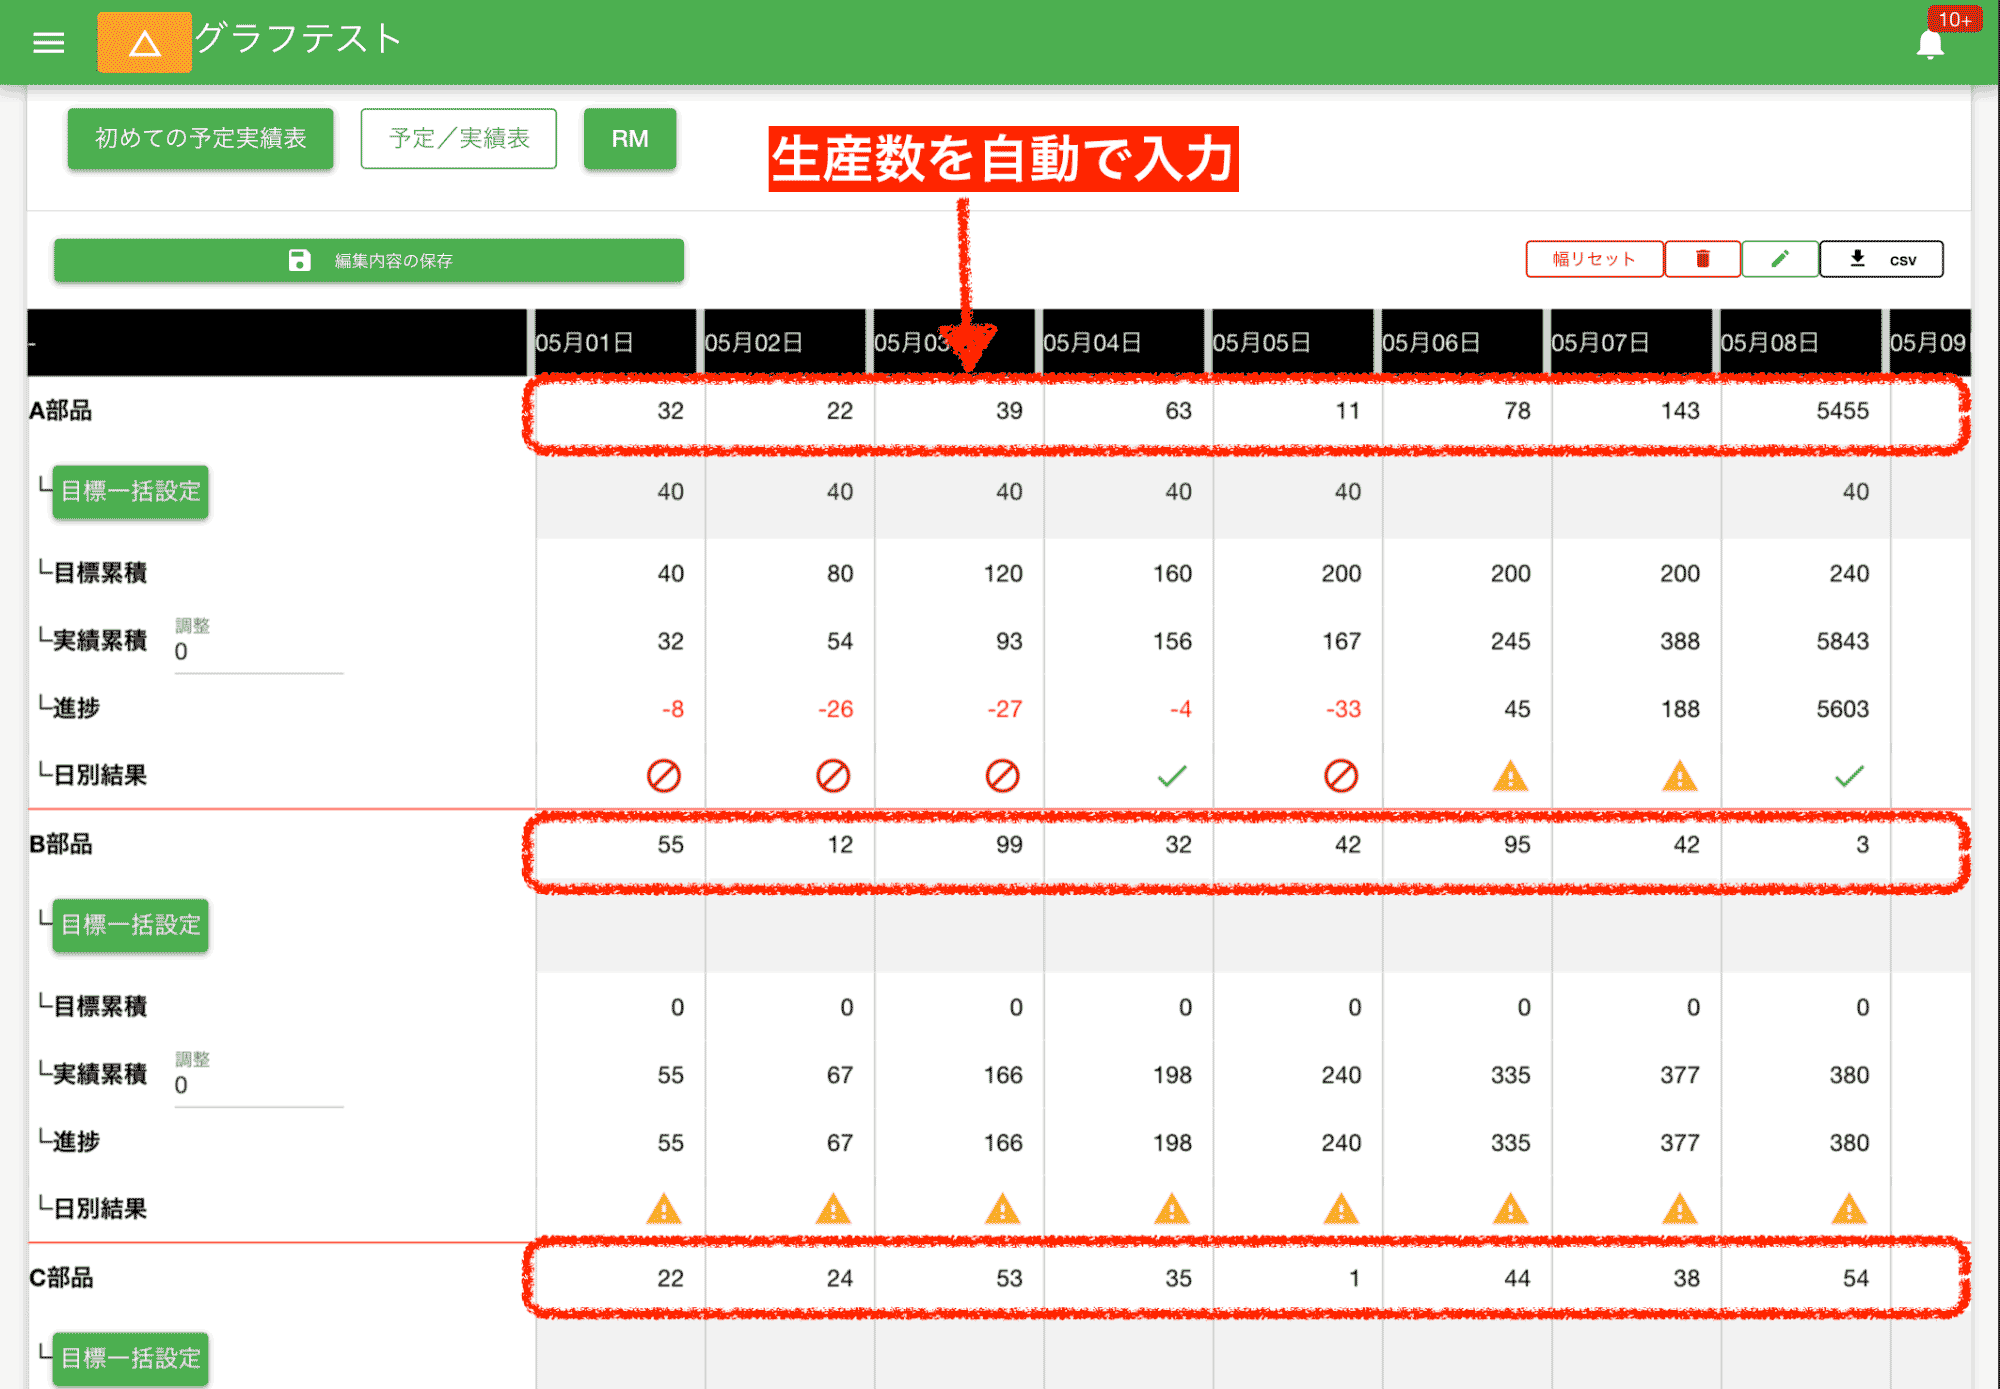 グラフテスト
10+
初めての予定実績表 予定／実績表 RM
生産数を自動で入力
編集内容の保存 幅リセット csv
- 05月01日 05月02日 05月03 05月04日 05月05日 05月06日 05月07日 05月08日 05月09
A部品 32 22 39 63 11 78 143 5455
└ 目標一括設定 40 40 40 40 40 40
└目標累積 40 80 120 160 200 200 200 240
調整
└実績累積 0 32 54 93 156 167 245 388 5843
└進捗 -8 -26 -27 -4 -33 45 188 5603
└日別結果
B部品 55 12 99 32 42 95 42 3
└ 目標一括設定
└目標累積 0 0 0 0 0 0 0 0
調整
└実績累積 0 55 67 166 198 240 335 377 380
└進捗 55 67 166 198 240 335 377 380
└日別結果
C部品 22 24 53 35 1 44 38 54
└ 目標一括設定